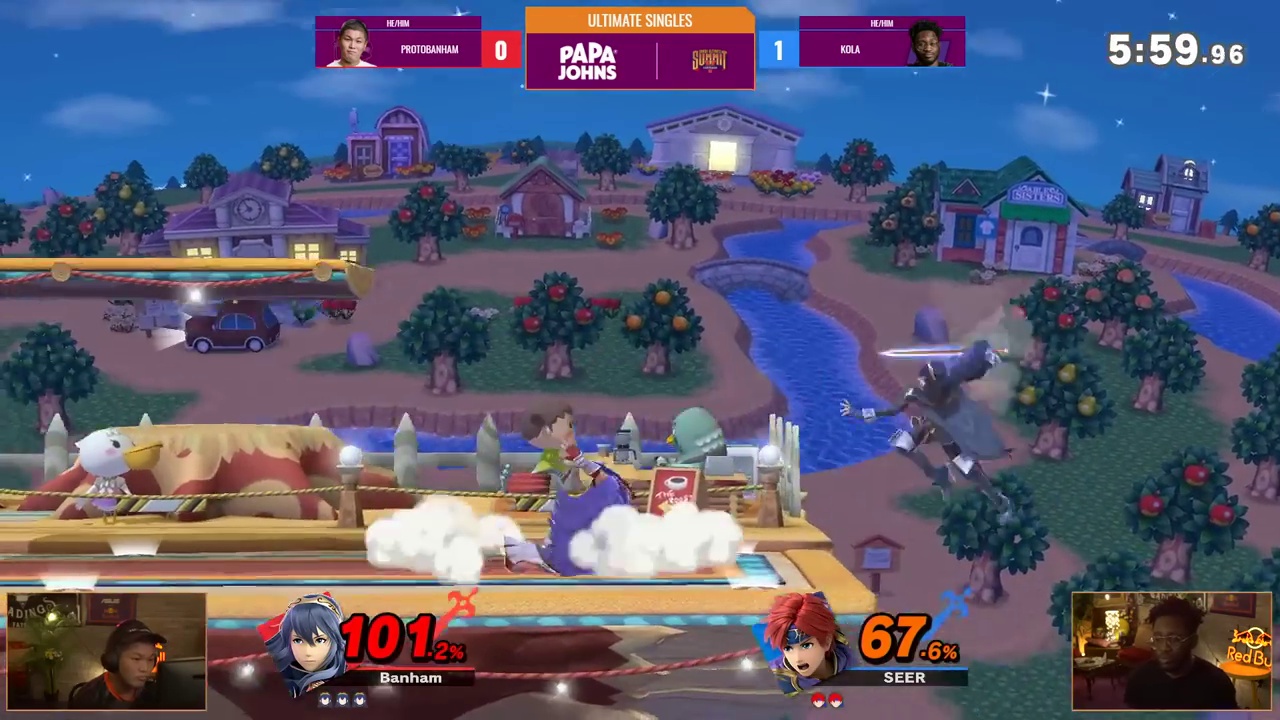 HE/HIM
PROTOBANHAM
0
ULTIMATE SINGLES
PAPA JOHNS
SUMMIT
1
HE/HIM
KOLA
5:59.96
ABLE SISTERS
101.2%
Banham
67.6%
SEER
Red Bu